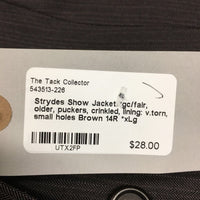 The Tack Collector
543513-226
Strydes Show Jacket *gc/fair,
older, puckers, crinkled, lining: v.torn,
small holes Brown 14R *xLg
UTX2FP
$28.00